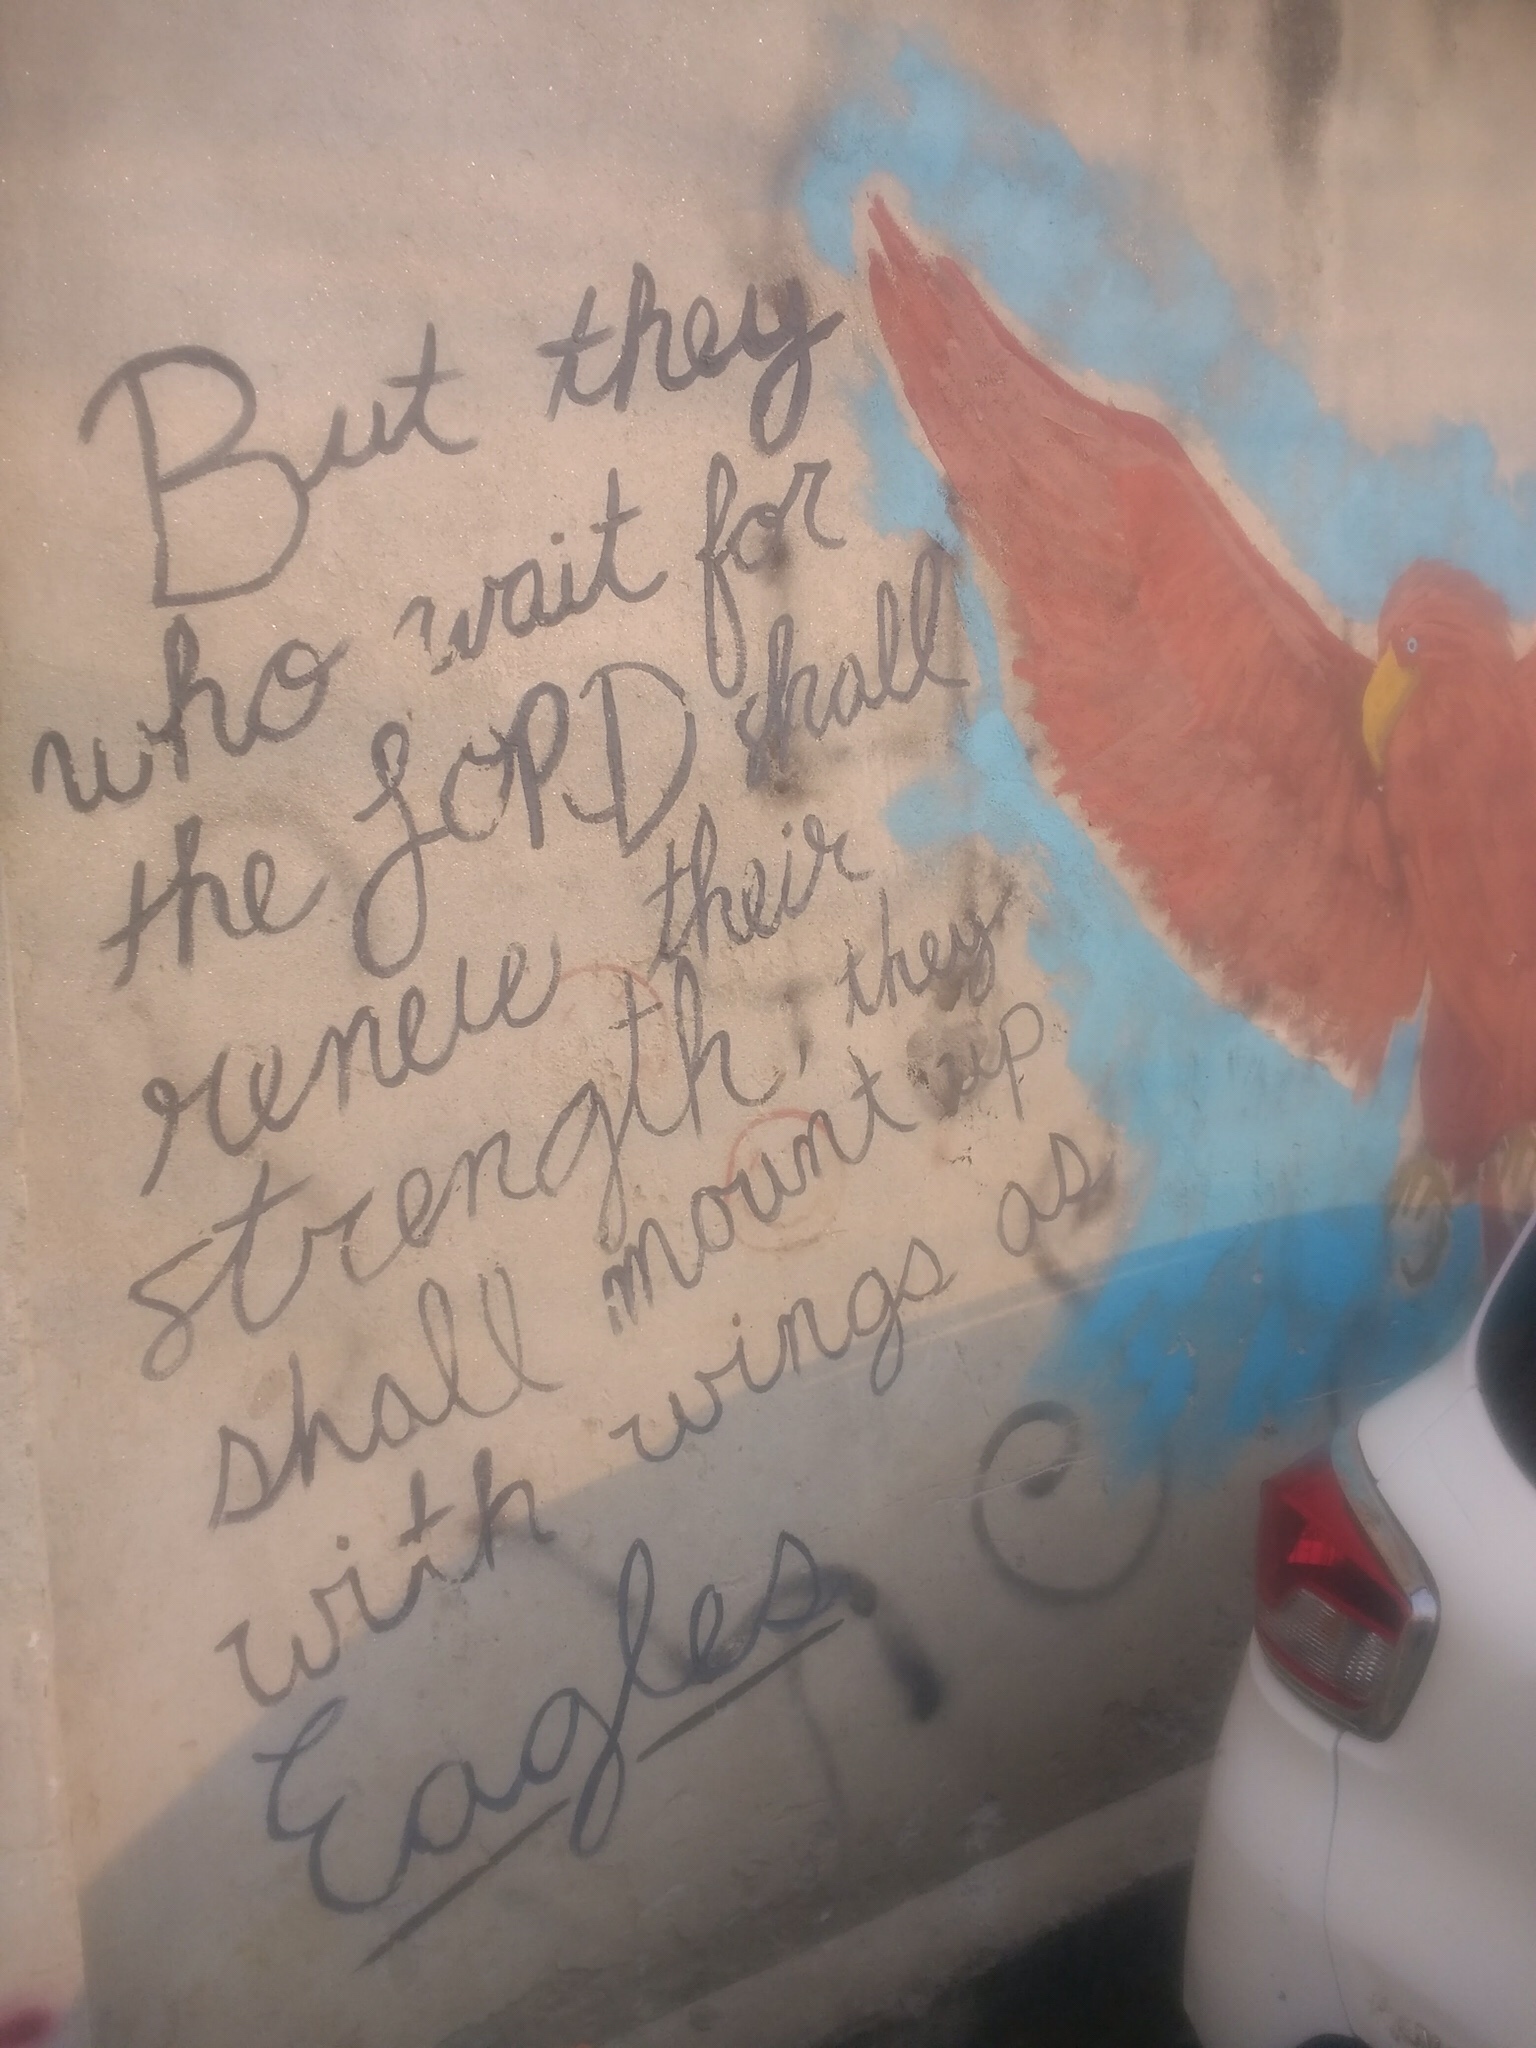 But they
who wait for
the LORD shall
renew their
strength; they
shall mount up
with wings as
Eagles